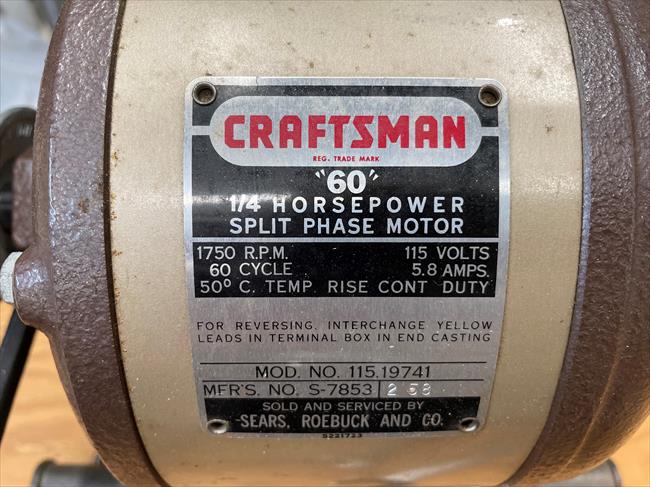 CRAFTSMAN
REG. TRADE MARK
"60"
1/4 HORSEPOWER
SPLIT PHASE MOTOR
1750 R.P.M. 115 VOLTS
60 CYCLE 5.8 AMPS.
50° C. TEMP. RISE CONT DUTY
FOR REVERSING, INTERCHANGE YELLOW
LEADS IN TERMINAL BOX IN END CASTING
MOD. NO. 115.19741
MFR'S. NO. S-7853 2 58
SOLD AND SERVICED BY
SEARS, ROEBUCK AND CO.
S221723